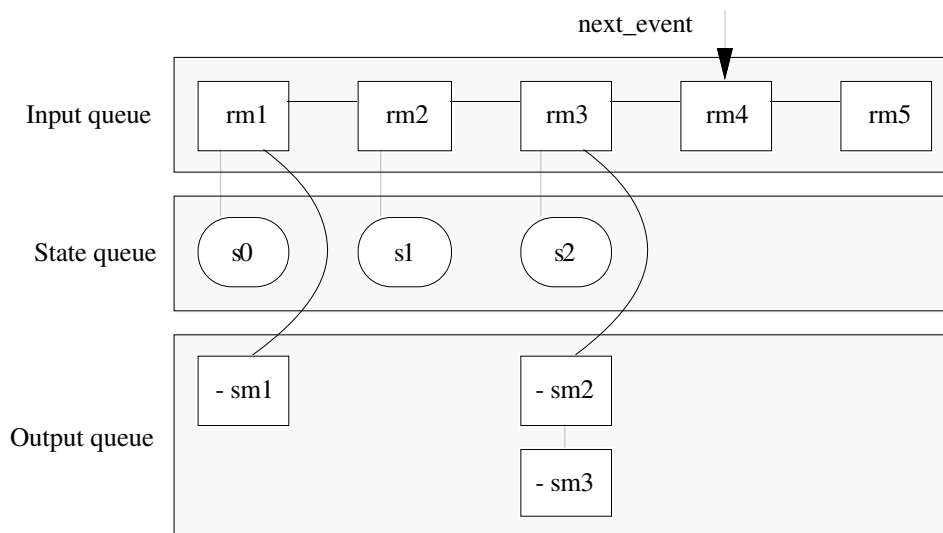 next_event
Input queue
rm1
rm2
rm3
rm4
rm5
State queue
s0
s1
s2
Output queue
- sm1
- sm2
- sm3